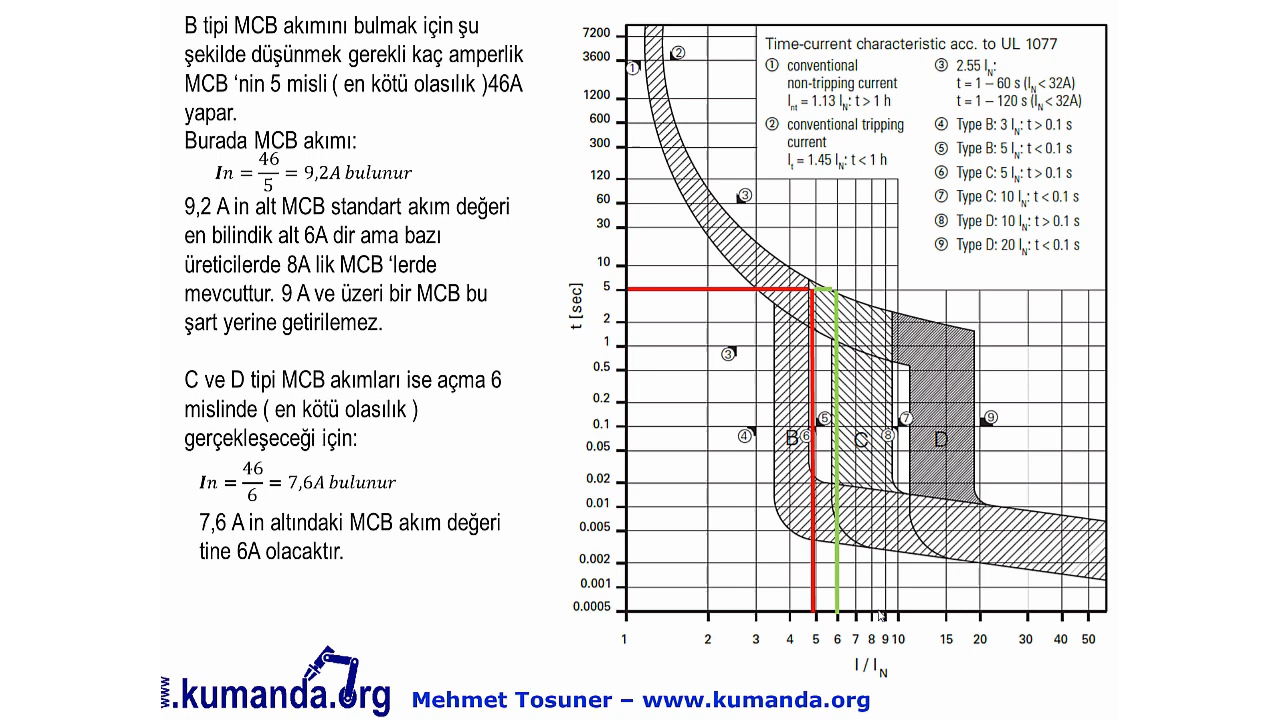 B tipi MCB akımını bulmak için şu
şekilde düşünmek gerekli kaç amperlik
MCB ‘nin 5 misli ( en kötü olasılık )46A
yapar.
Burada MCB akımı:
In = 46/5 = 9,2A bulunur
9,2 A in alt MCB standart akım değeri
en bilindik alt 6A dir ama bazı
üreticilerde 8A lik MCB ‘lerde
mevcuttur. 9 A ve üzeri bir MCB bu
şart yerine getirilemez.
C ve D tipi MCB akımları ise açma 6
mislinde ( en kötü olasılık )
gerçekleşeceği için:
In = 46/6 = 7,6A bulunur
7,6 A in altındaki MCB akım değeri
tine 6A olacaktır.
Time-current characteristic acc. to UL 1077
① conventional
non-tripping current
Int = 1.13 IN: t > 1 h
② conventional tripping
current
It = 1.45 IN: t < 1 h
③ 2.55 IN:
t = 1 – 60 s (IN < 32A)
t = 1 – 120 s (IN < 32A)
④ Type B: 3 IN: t > 0.1 s
⑤ Type B: 5 IN: t < 0.1 s
⑥ Type C: 5 IN: t > 0.1 s
⑦ Type C: 10 IN: t < 0.1 s
⑧ Type D: 10 IN: t > 0.1 s
⑨ Type D: 20 IN: t < 0.1 s
7200
3600
1200
600
300
120
60
30
10
5
2
1
0.5
0.2
0.1
0.05
0.02
0.01
0.005
0.002
0.001
0.0005
t [sec]
① ②
③
③
④ B ⑥ ⑤ C ⑧ ⑦ D ⑨
1 2 3 4 5 6 7 8 9 10 15 20 30 40 50
I / IN
www.kumanda.org
Mehmet Tosuner – www.kumanda.org